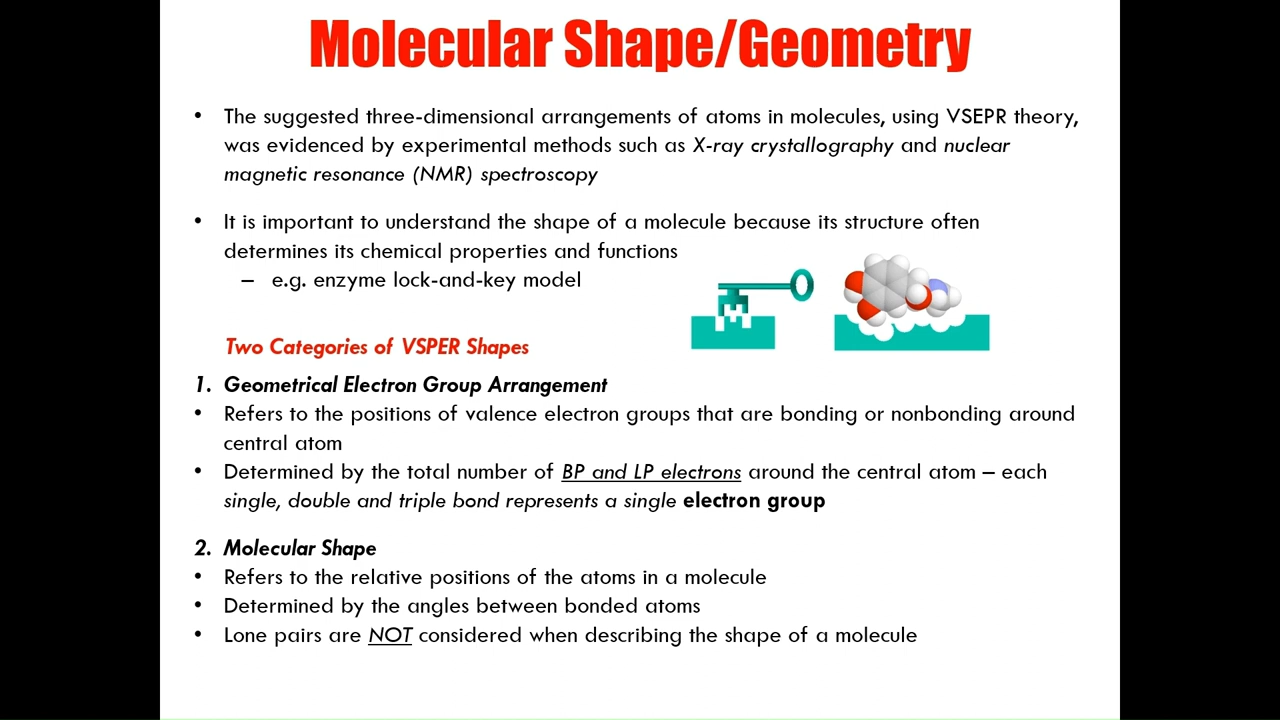 Molecular Shape/Geometry
• The suggested three-dimensional arrangements of atoms in molecules, using VSEPR theory,
was evidenced by experimental methods such as X-ray crystallography and nuclear
magnetic resonance (NMR) spectroscopy
• It is important to understand the shape of a molecule because its structure often
determines its chemical properties and functions
– e.g. enzyme lock-and-key model
Two Categories of VSPER Shapes
1. Geometrical Electron Group Arrangement
• Refers to the positions of valence electron groups that are bonding or nonbonding around
central atom
• Determined by the total number of BP and LP electrons around the central atom – each
single, double and triple bond represents a single electron group
2. Molecular Shape
• Refers to the relative positions of the atoms in a molecule
• Determined by the angles between bonded atoms
• Lone pairs are NOT considered when describing the shape of a molecule